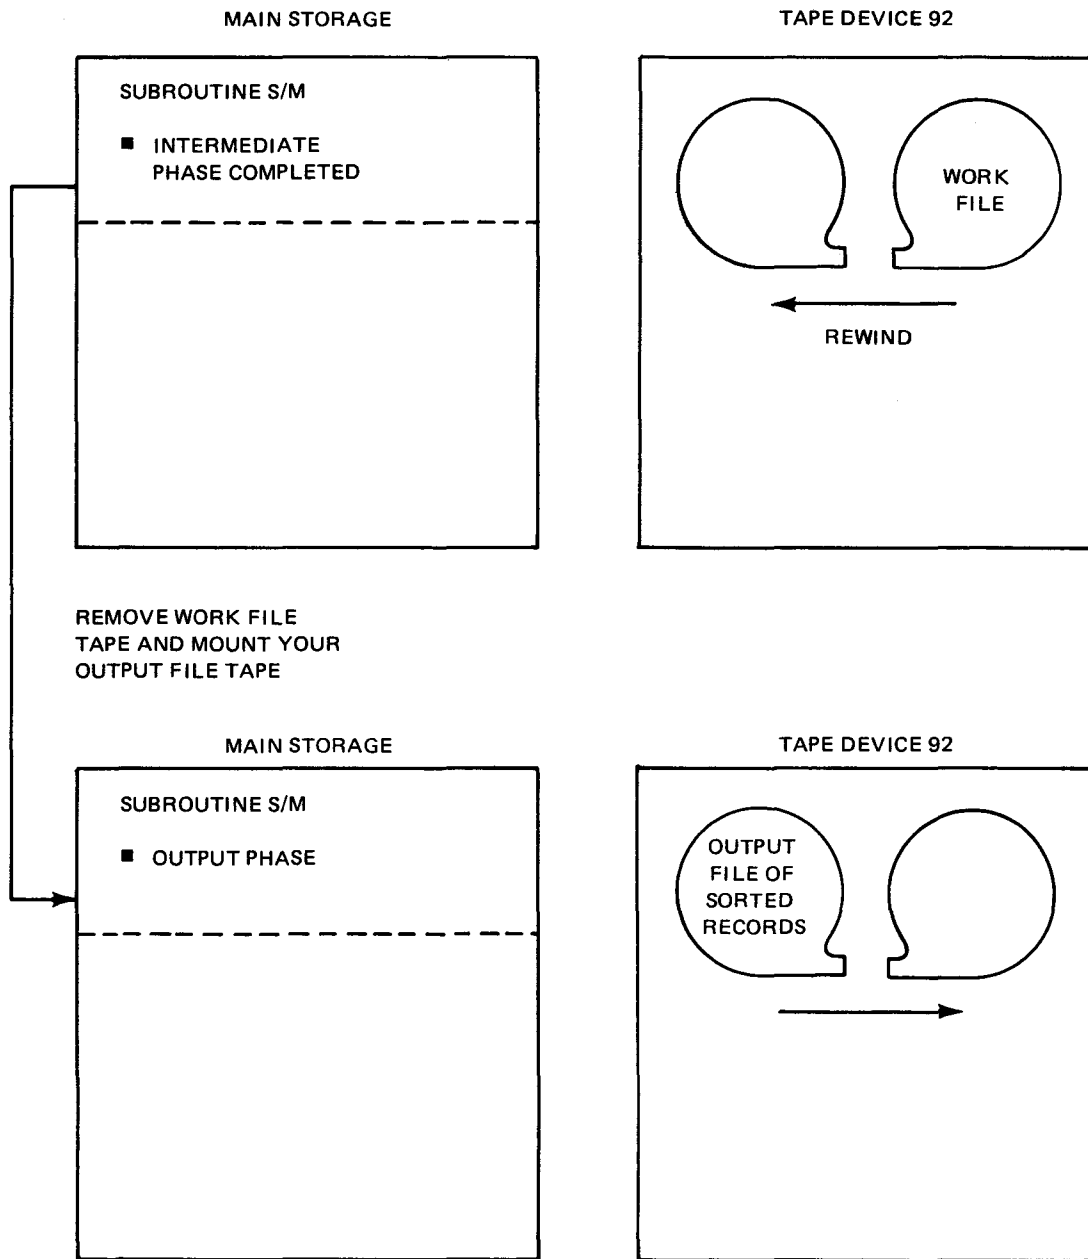 MAIN STORAGE
TAPE DEVICE 92
SUBROUTINE S/M
■ INTERMEDIATE
PHASE COMPLETED
WORK
FILE
REWIND
REMOVE WORK FILE
TAPE AND MOUNT YOUR
OUTPUT FILE TAPE
MAIN STORAGE
TAPE DEVICE 92
SUBROUTINE S/M
■ OUTPUT PHASE
OUTPUT
FILE OF
SORTED
RECORDS